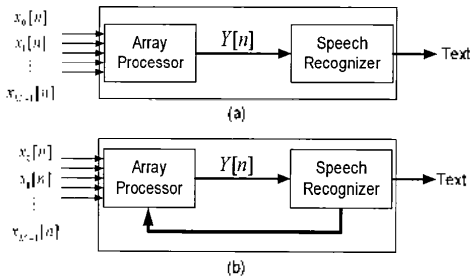 x₀[n]
x₁[n]
⋮
Array
Processor
Y[n]
Speech
Recognizer
Text
(a)
Array
Processor
Y[n]
Speech
Recognizer
Text
⋮
(b)